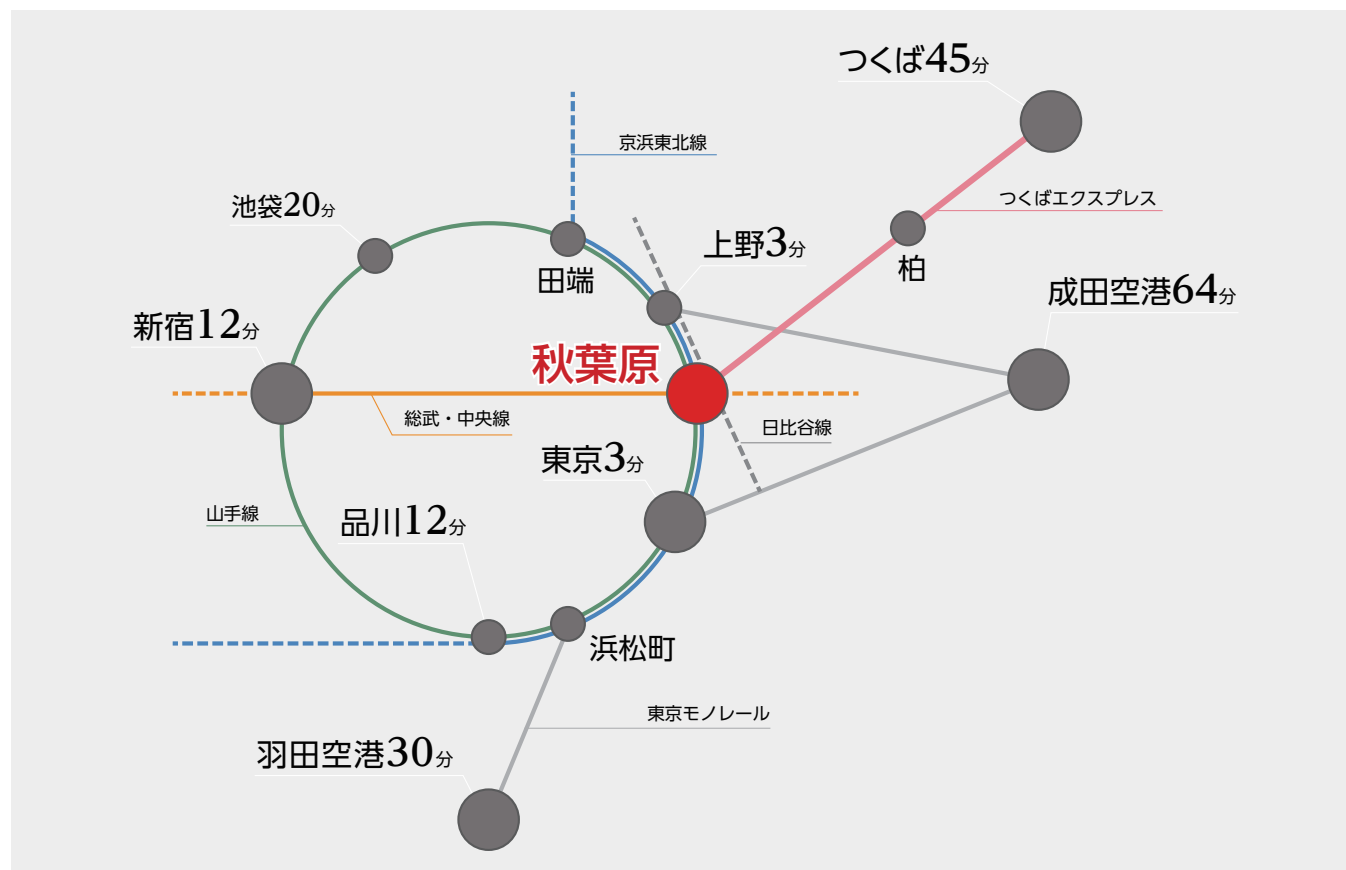 つくば45分
京浜東北線
つくばエクスプレス
池袋20分
上野3分
田端
柏
成田空港64分
新宿12分
秋葉原
総武・中央線
日比谷線
東京3分
山手線
品川12分
浜松町
東京モノレール
羽田空港30分